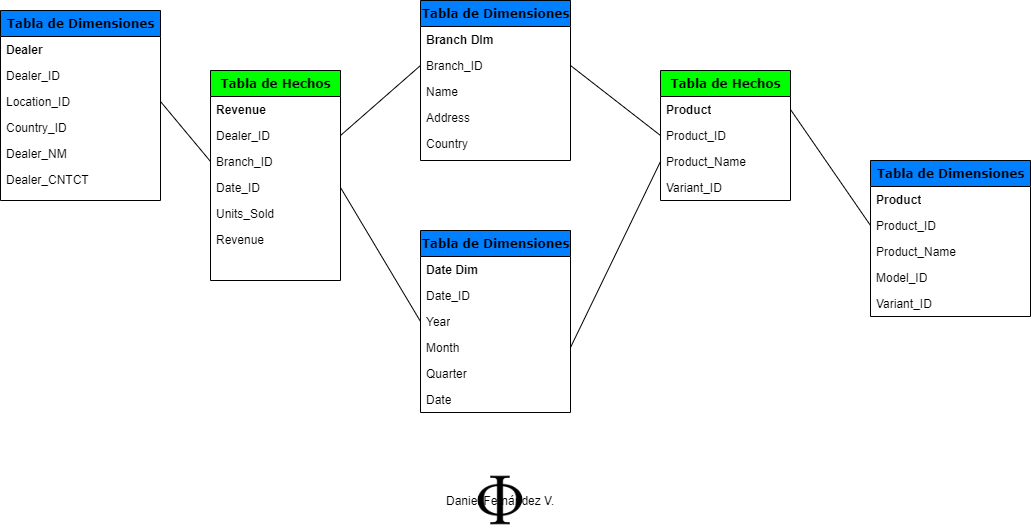 Tabla de Dimensiones
Dealer
Dealer_ID
Location_ID
Country_ID
Dealer_NM
Dealer_CNTCT
Tabla de Hechos
Revenue
Dealer_ID
Branch_ID
Date_ID
Units_Sold
Revenue
Tabla de Dimensiones
Branch DIm
Branch_ID
Name
Address
Country
Tabla de Dimensiones
Date Dim
Date_ID
Year
Month
Quarter
Date
Tabla de Hechos
Product
Product_ID
Product_Name
Variant_ID
Tabla de Dimensiones
Product
Product_ID
Product_Name
Model_ID
Variant_ID
Daniel Fernández V.
Φ